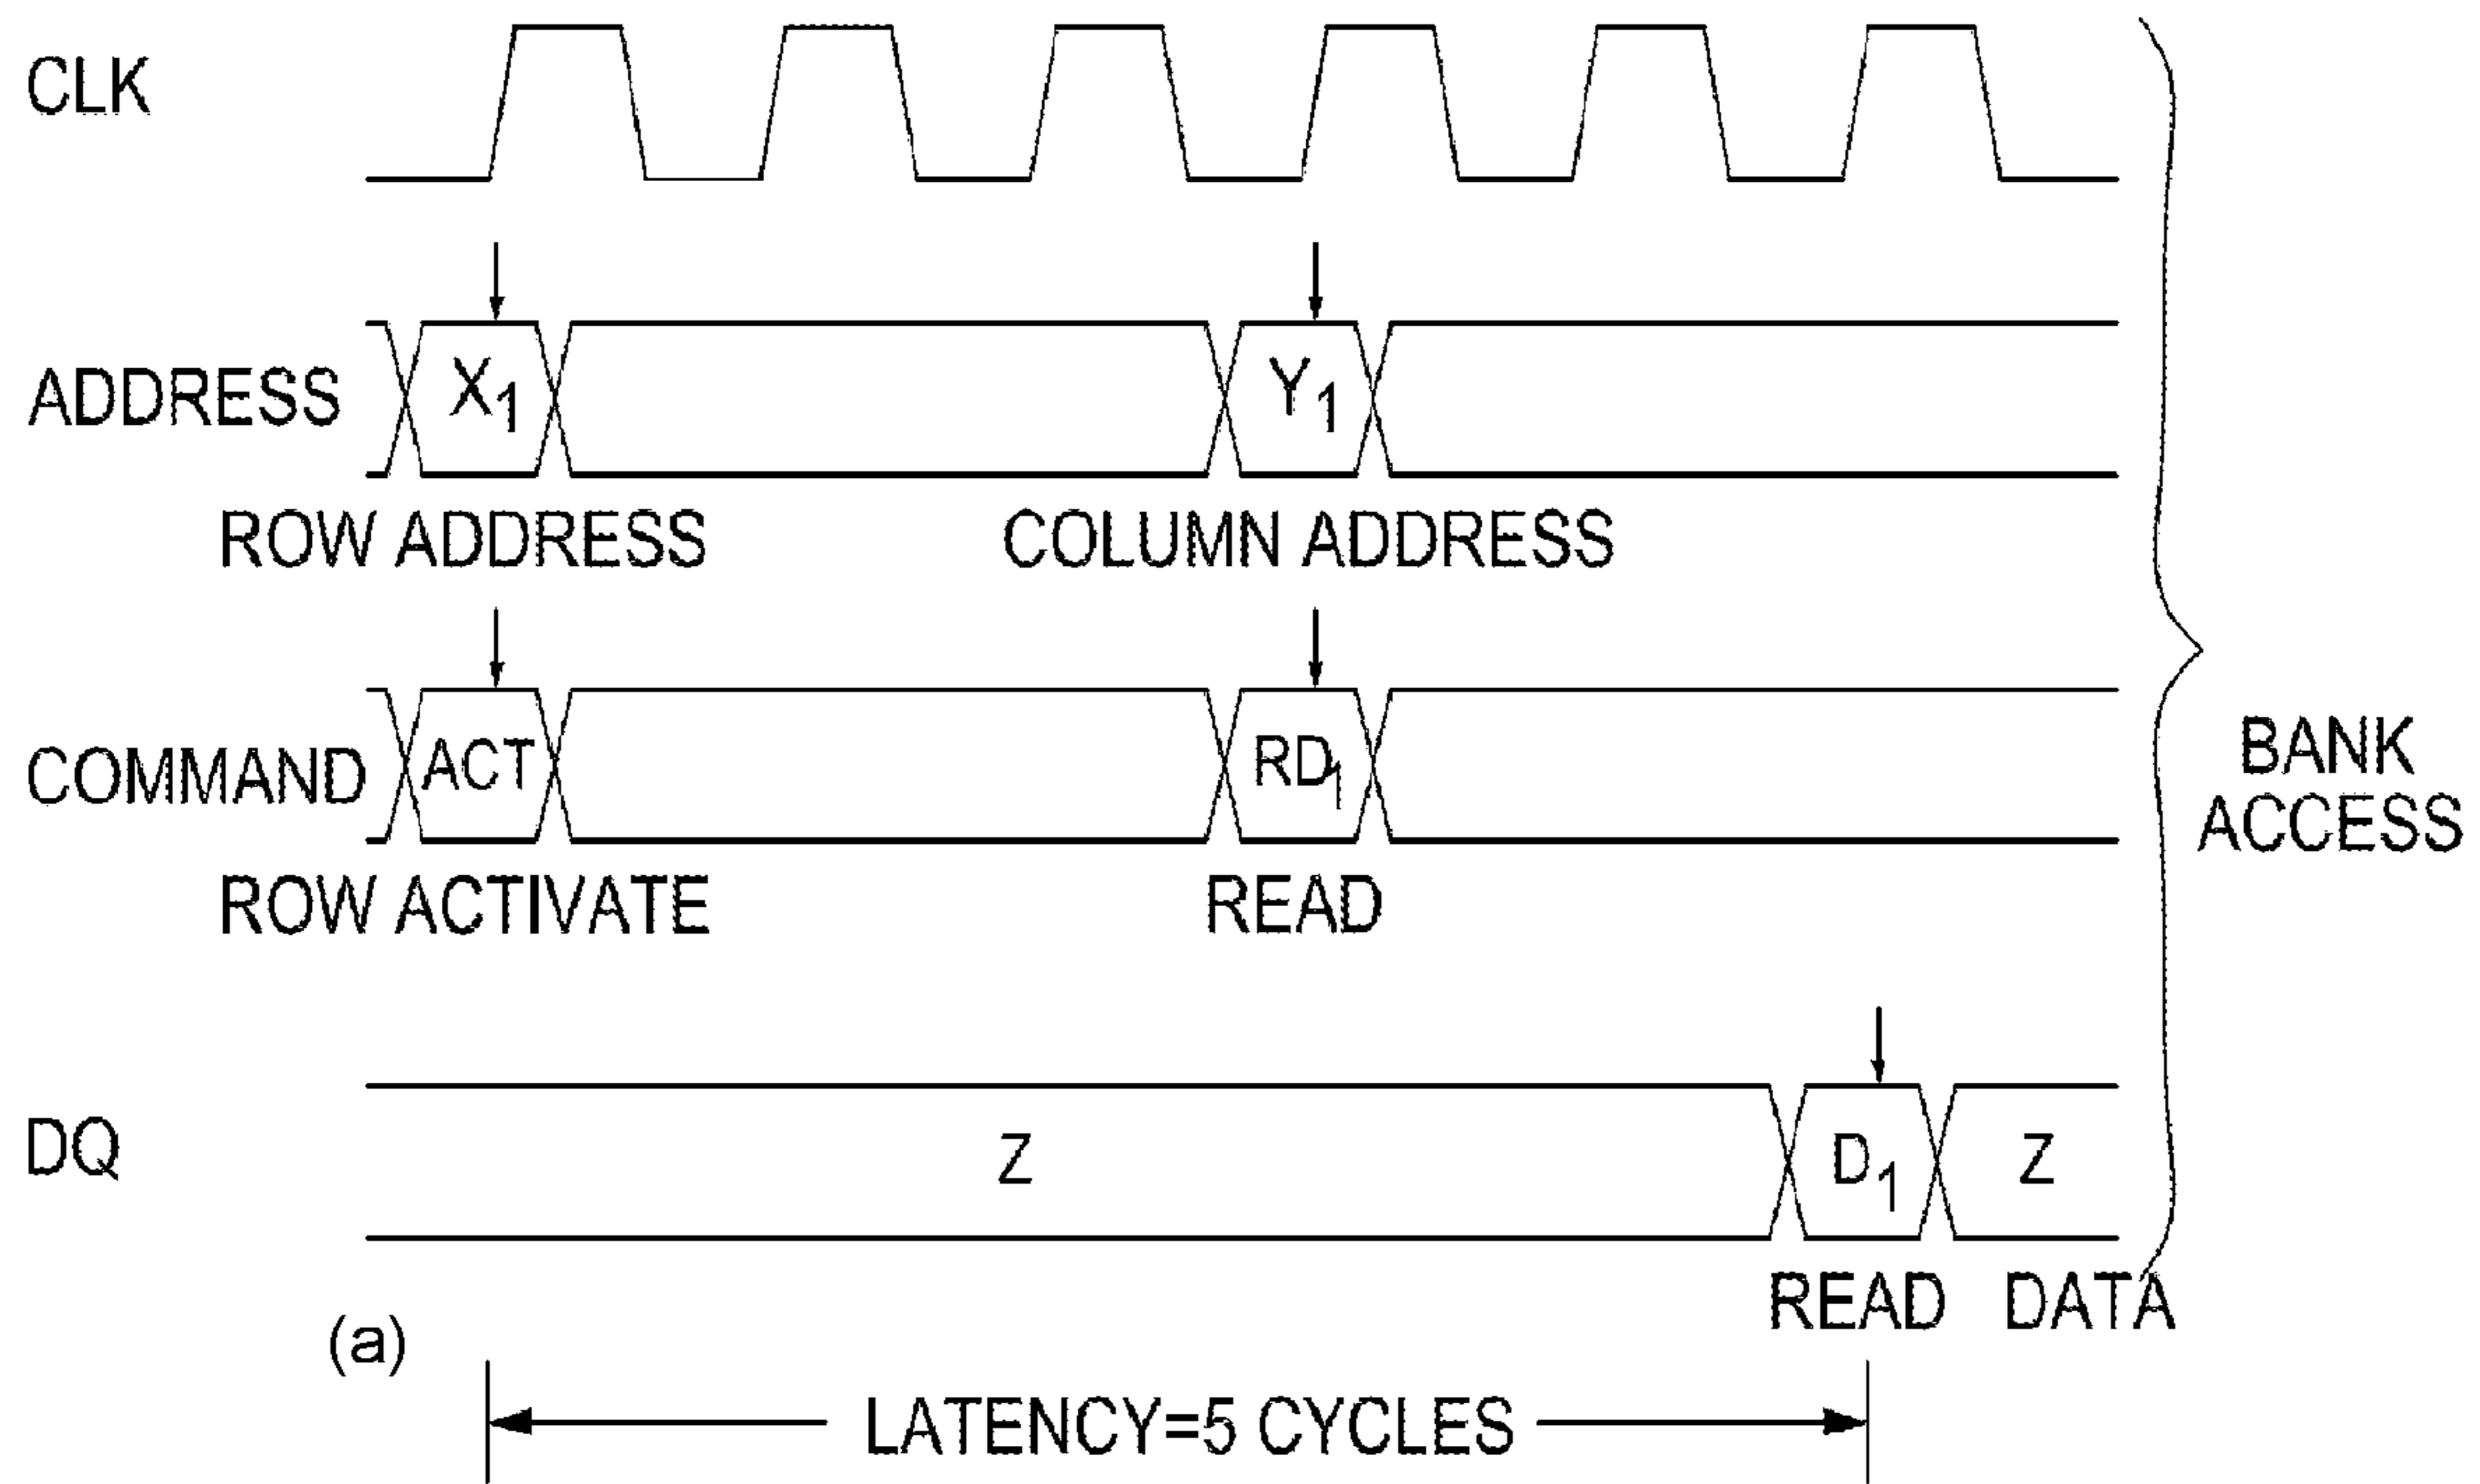 CLK
ADDRESS X1 Y1
ROW ADDRESS COLUMN ADDRESS
COMMAND ACT RD1
ROW ACTIVATE READ
BANK
ACCESS
DQ Z D1 Z
READ DATA
(a)
LATENCY=5 CYCLES